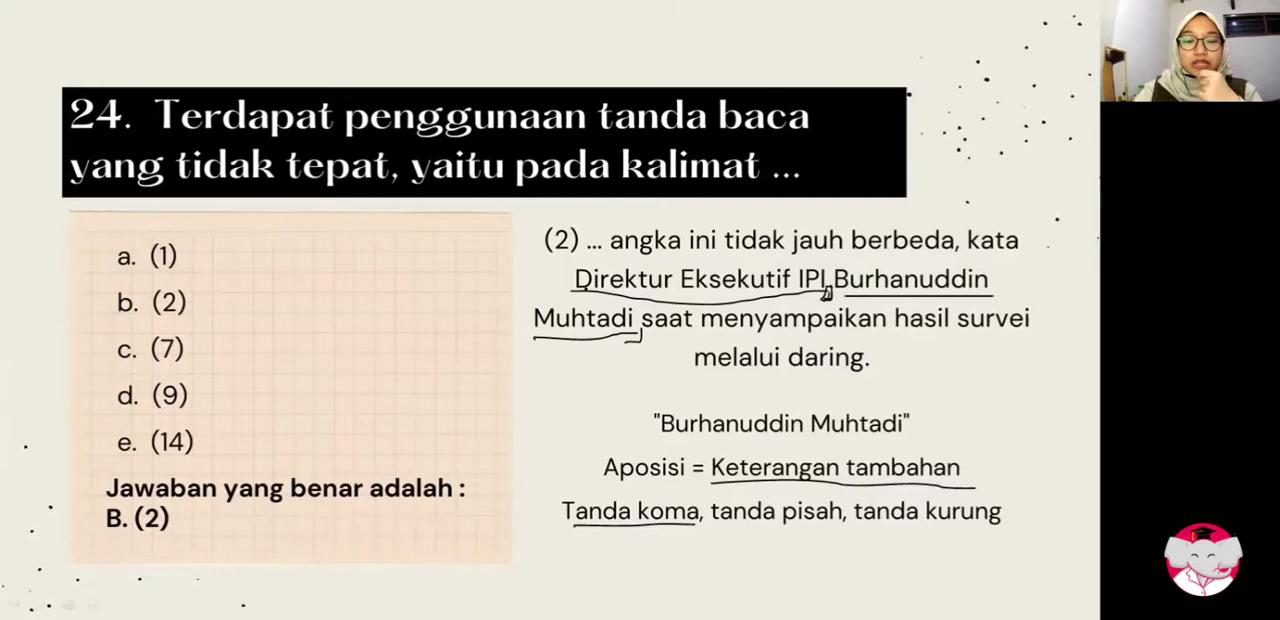 24. Terdapat penggunaan tanda baca
yang tidak tepat, yaitu pada kalimat ...
a. (1)
b. (2)
c. (7)
d. (9)
e. (14)
Jawaban yang benar adalah :
B. (2)
(2) ... angka ini tidak jauh berbeda, kata
Direktur Eksekutif IPI, Burhanuddin
Muhtadi, saat menyampaikan hasil survei
melalui daring.
"Burhanuddin Muhtadi"
Aposisi = Keterangan tambahan
Tanda koma, tanda pisah, tanda kurung